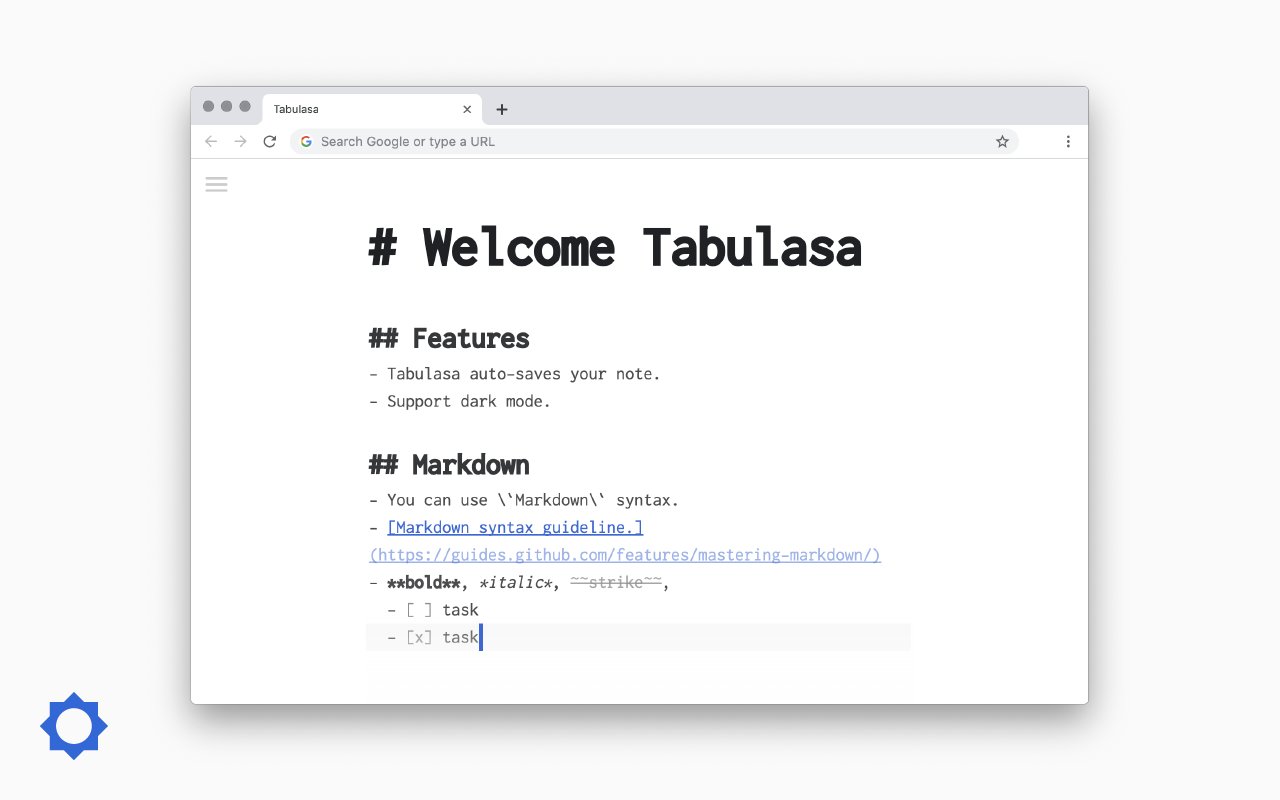 Tabulasa
Search Google or type a URL
# Welcome Tabulasa
## Features
- Tabulasa auto-saves your note.
- Support dark mode.
## Markdown
- You can use \`Markdown\` syntax.
- [Markdown syntax guideline.]
(https://guides.github.com/features/mastering-markdown/)
- **bold**, *italic*, ~~strike~~,
  - [ ] task
  - [x] task